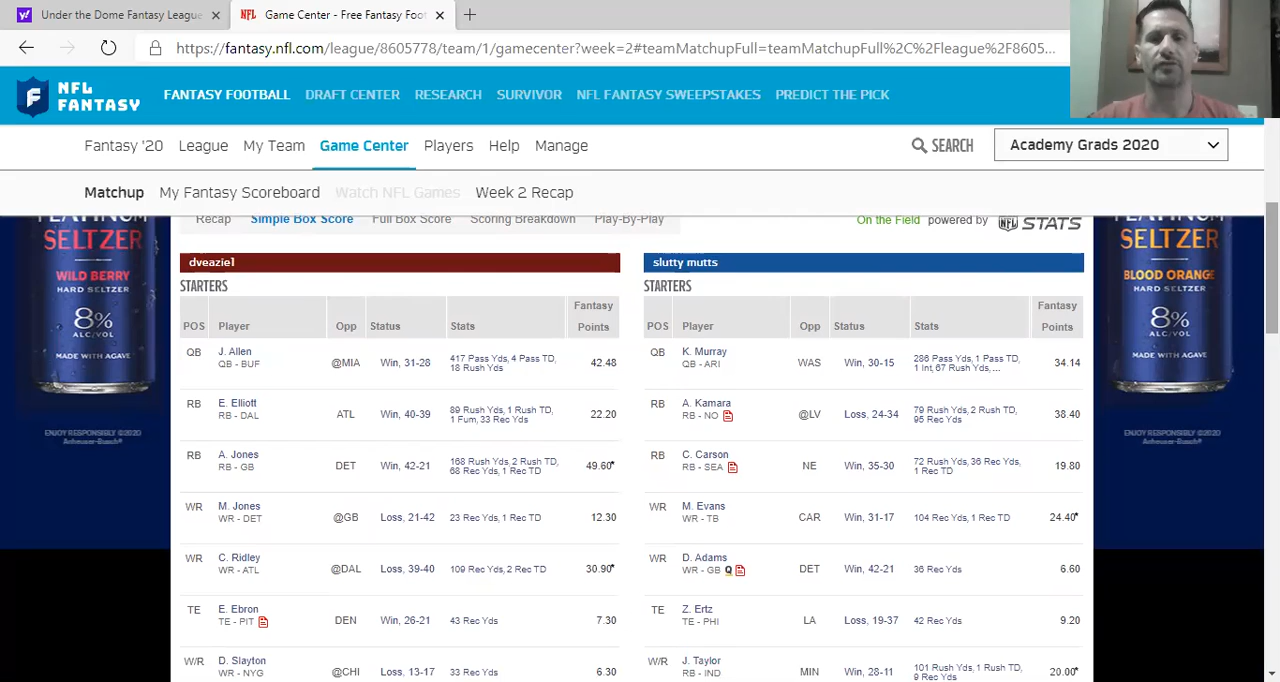 Under the Dome Fantasy League
Game Center - Free Fantasy Foot
https://fantasy.nfl.com/league/8605778/team/1/gamecenter?week=2#teamMatchupFull=teamMatchupFull%2C%2Fleague%2F8605...
NFL FANTASY
FANTASY FOOTBALL DRAFT CENTER RESEARCH SURVIVOR NFL FANTASY SWEEPSTAKES PREDICT THE PICK
Fantasy '20 League My Team Game Center Players Help Manage
SEARCH
Academy Grads 2020
Matchup My Fantasy Scoreboard Watch NFL Games Week 2 Recap
Recap Simple Box Score Full Box Score Scoring Breakdown Play-By-Play
On the Field powered by NFL STATS
PLATINUM
SELTZER
WILD BERRY
HARD SELTZER
8%
ALC/VOL
MADE WITH AGAVE
ENJOY RESPONSIBLY ©2020
Anheuser-Busch®
dveazie1
STARTERS
POS Player Opp Status Stats Fantasy Points
QB J. Allen QB - BUF @MIA Win, 31-28 417 Pass Yds, 4 Pass TD, 18 Rush Yds 42.48
RB E. Elliott RB - DAL ATL Win, 40-39 89 Rush Yds, 1 Rush TD, 1 Fum, 33 Rec Yds 22.20
RB A. Jones RB - GB DET Win, 42-21 168 Rush Yds, 2 Rush TD, 68 Rec Yds, 1 Rec TD 49.60*
WR M. Jones WR - DET @GB Loss, 21-42 23 Rec Yds, 1 Rec TD 12.30
WR C. Ridley WR - ATL @DAL Loss, 39-40 109 Rec Yds, 2 Rec TD 30.90*
TE E. Ebron TE - PIT DEN Win, 26-21 43 Rec Yds 7.30
W/R D. Slayton WR - NYG @CHI Loss, 13-17 33 Rec Yds 6.30
slutty mutts
STARTERS
POS Player Opp Status Stats Fantasy Points
QB K. Murray QB - ARI WAS Win, 30-15 286 Pass Yds, 1 Pass TD, 1 Int, 67 Rush Yds, ... 34.14
RB A. Kamara RB - NO @LV Loss, 24-34 79 Rush Yds, 2 Rush TD, 95 Rec Yds 38.40
RB C. Carson RB - SEA NE Win, 35-30 72 Rush Yds, 36 Rec Yds, 1 Rec TD 19.80
WR M. Evans WR - TB CAR Win, 31-17 104 Rec Yds, 1 Rec TD 24.40*
WR D. Adams WR - GB Q DET Win, 42-21 36 Rec Yds 6.60
TE Z. Ertz TE - PHI LA Loss, 19-37 42 Rec Yds 9.20
W/R J. Taylor RB - IND MIN Win, 28-11 101 Rush Yds, 1 Rush TD, 9 Rec Yds 20.00*
PLATINUM
SELTZER
BLOOD ORANGE
HARD SELTZER
8%
ALC/VOL
MADE WITH AGAVE
ENJOY RESPONSIBLY ©2020
Anheuser-Busch®